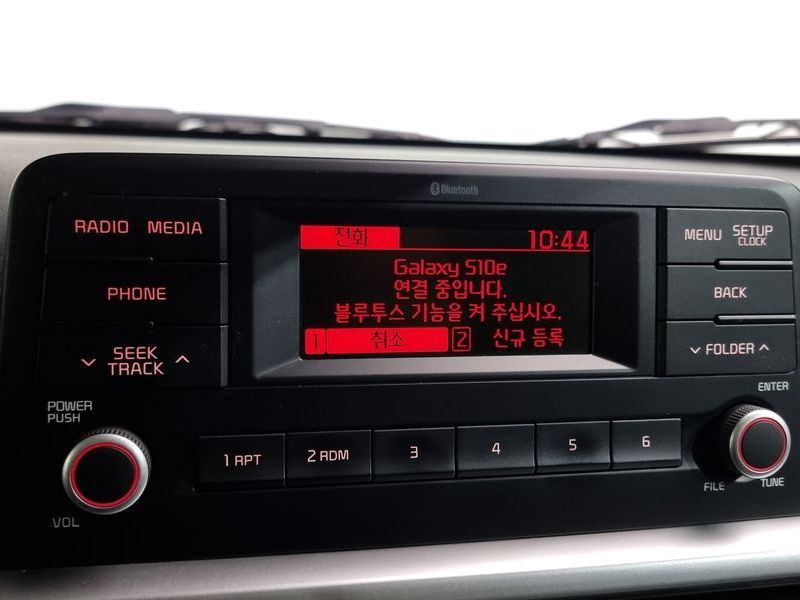 Bluetooth
RADIO MEDIA
PHONE
SEEK
TRACK
POWER
PUSH
VOL
전화 10:44
Galaxy S10e
연결 중입니다.
블루투스 기능을 켜 주십시오.
1 취소 2 신규 등록
MENU SETUP
CLOCK
BACK
FOLDER
ENTER
1 RPT 2 RDM 3 4 5 6
FILE TUNE